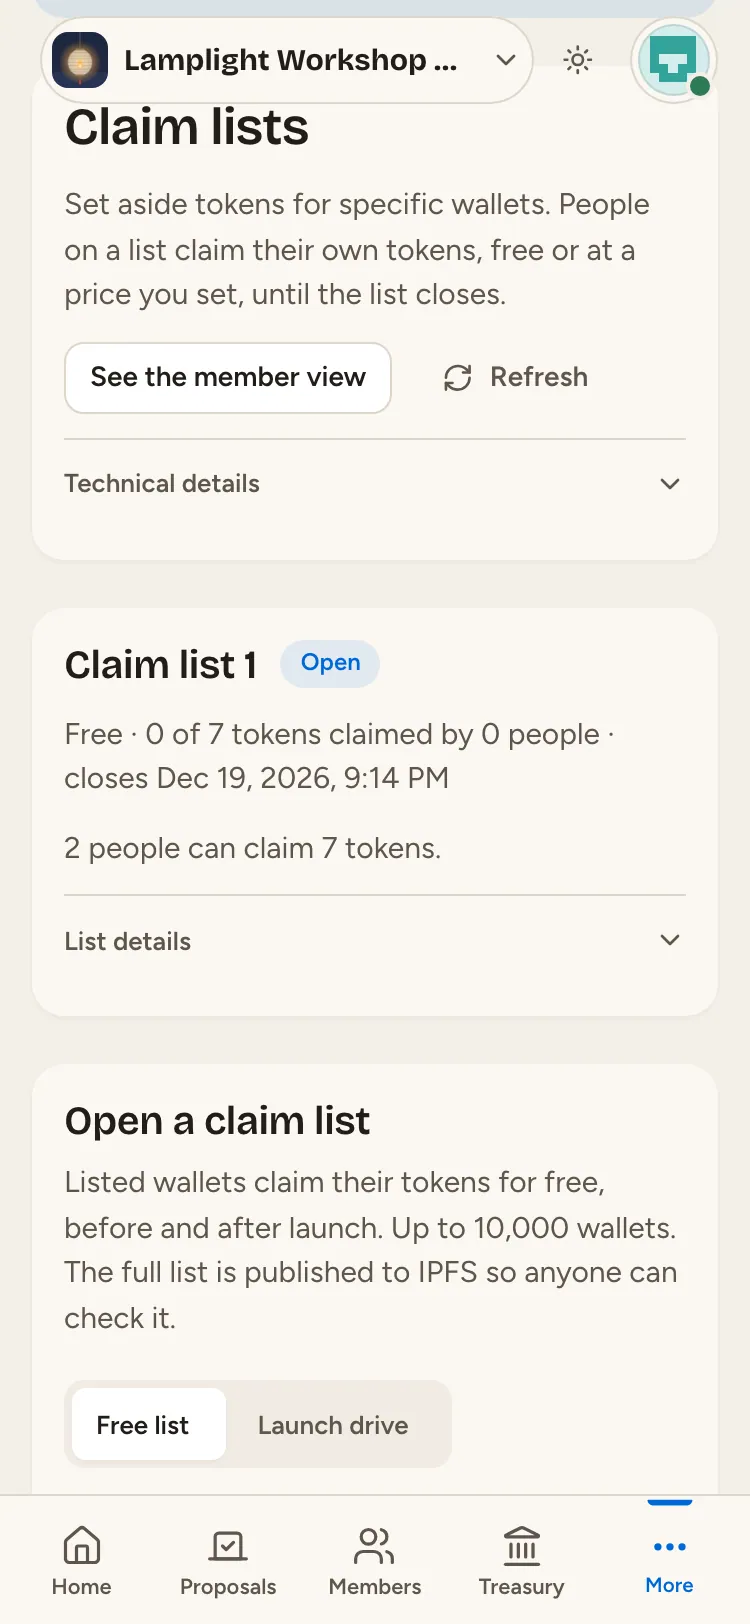 Lamplight Workshop ...
Claim lists
Set aside tokens for specific wallets. People
on a list claim their own tokens, free or at a
price you set, until the list closes.
See the member view
Refresh
Technical details
Claim list 1
Open
Free · 0 of 7 tokens claimed by 0 people ·
closes Dec 19, 2026, 9:14 PM
2 people can claim 7 tokens.
List details
Open a claim list
Listed wallets claim their tokens for free,
before and after launch. Up to 10,000 wallets.
The full list is published to IPFS so anyone can
check it.
Free list
Launch drive
Home
Proposals
Members
Treasury
More